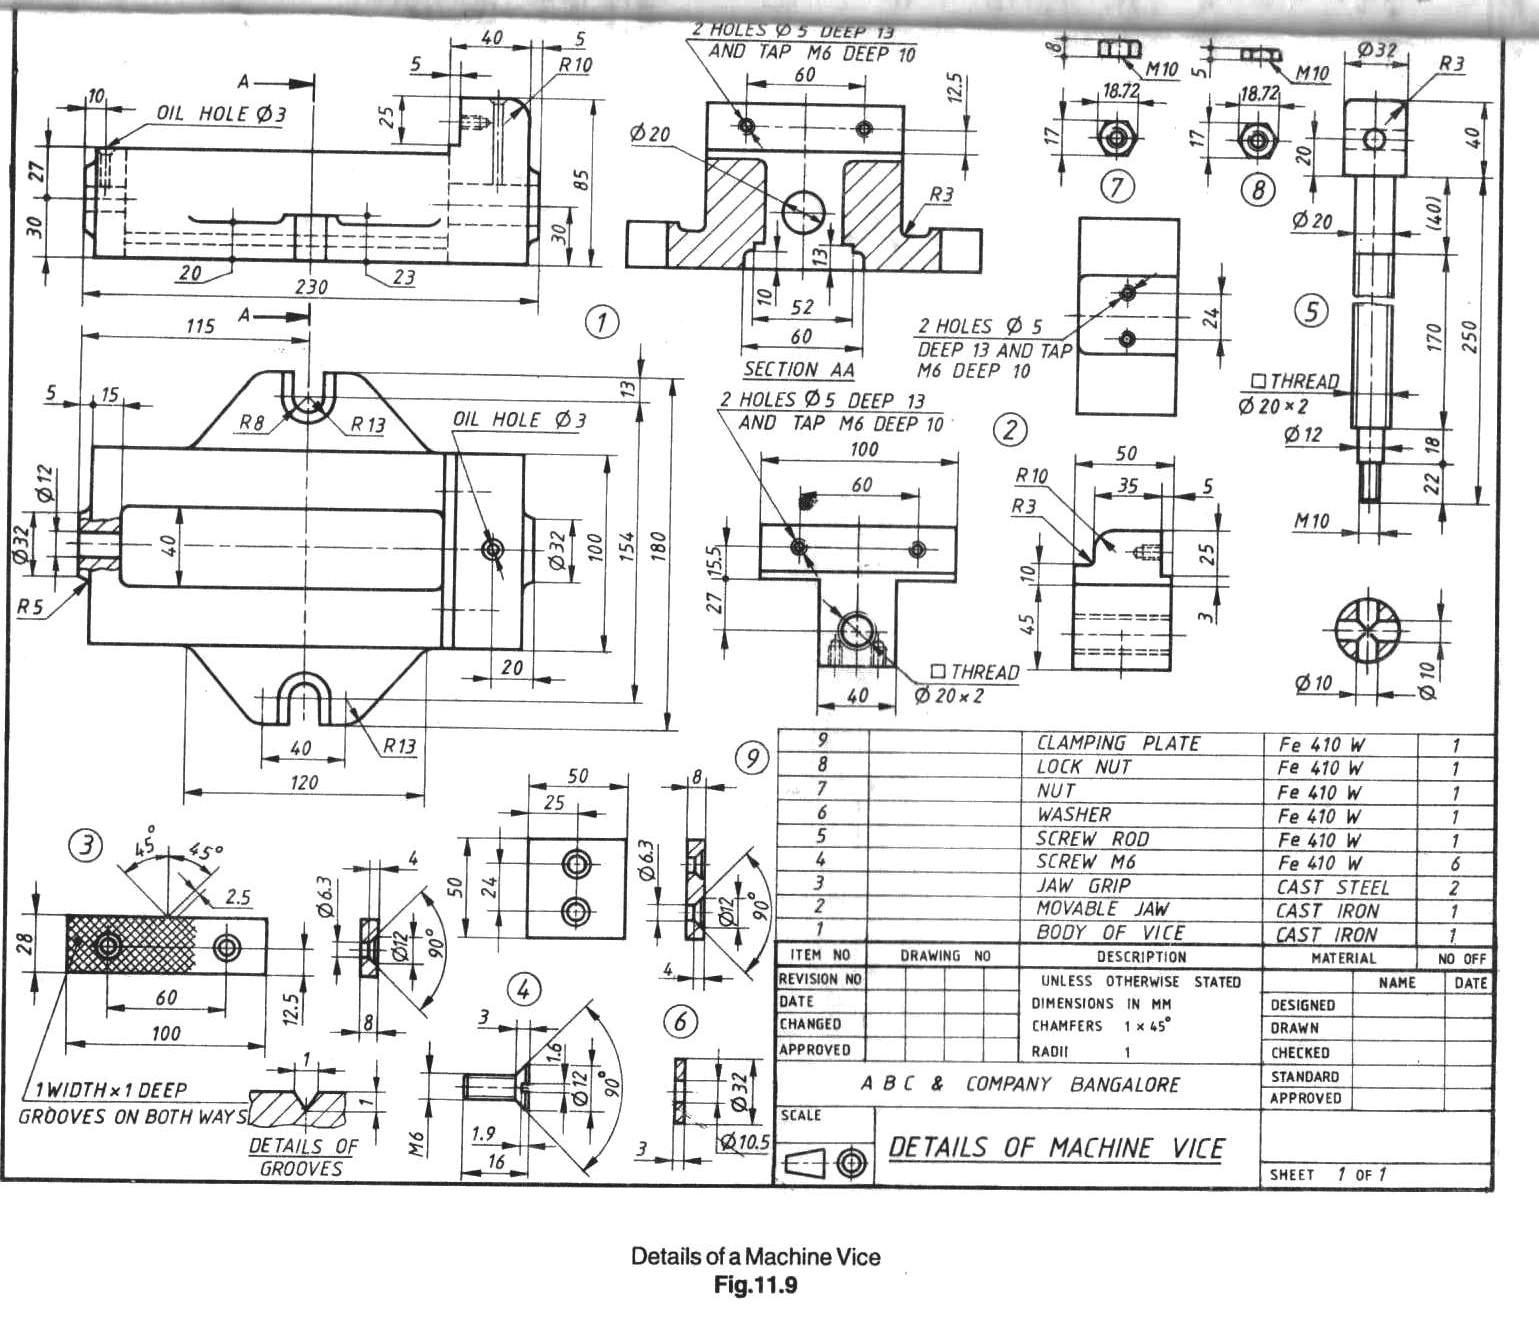 40
5
5
R10
A
10
OIL HOLE Ø3
25
27
30
85
30
20
23
230
A
1
115
5
15
13
R8
R13
OIL HOLE Ø3
Ø12
Ø32
40
Ø32
100
154
180
R5
20
40
R13
120
2 HOLES Ø 5 DEEP 13
AND TAP M6 DEEP 10
60
12.5
Ø20
R3
13
10
52
60
SECTION AA
8
M10
18.72
17
7
5
M10
18.72
17
8
2 HOLES Ø 5
DEEP 13 AND TAP
M6 DEEP 10
24
2
2 HOLES Ø5 DEEP 13
AND TAP M6 DEEP 10
100
60
15.5
27
□ THREAD
Ø 20×2
40
50
R10
35
5
R3
25
10
45
3
Ø32
R3
40
20
(40)
Ø20
5
170
250
□ THREAD
Ø20×2
Ø12
18
22
M10
Ø10
Ø10
3
45°
45°
2.5
28
60
100
12.5
Ø6.3
4
Ø12
90°
8
1 WIDTH×1 DEEP
GROOVES ON BOTH WAYS
1
1
DETAILS OF
GROOVES
9
50
25
50
24
8
Ø6.3
Ø12
90°
4
4
3
1.6
Ø12
90°
M6
1.9
16
6
Ø32
Ø10.5
3
9 CLAMPING PLATE Fe 410 W 1
8 LOCK NUT Fe 410 W 1
7 NUT Fe 410 W 1
6 WASHER Fe 410 W 1
5 SCREW ROD Fe 410 W 1
4 SCREW M6 Fe 410 W 6
3 JAW GRIP CAST STEEL 2
2 MOVABLE JAW CAST IRON 1
1 BODY OF VICE CAST IRON 1
ITEM NO DRAWING NO DESCRIPTION MATERIAL NO OFF
REVISION NO
DATE
CHANGED
APPROVED
UNLESS OTHERWISE STATED
DIMENSIONS IN MM
CHAMFERS 1 × 45°
RADII 1
NAME DATE
DESIGNED
DRAWN
CHECKED
STANDARD
APPROVED
A B C & COMPANY BANGALORE
SCALE
DETAILS OF MACHINE VICE
SHEET 1 OF 1
Details of a Machine Vice
Fig.11.9